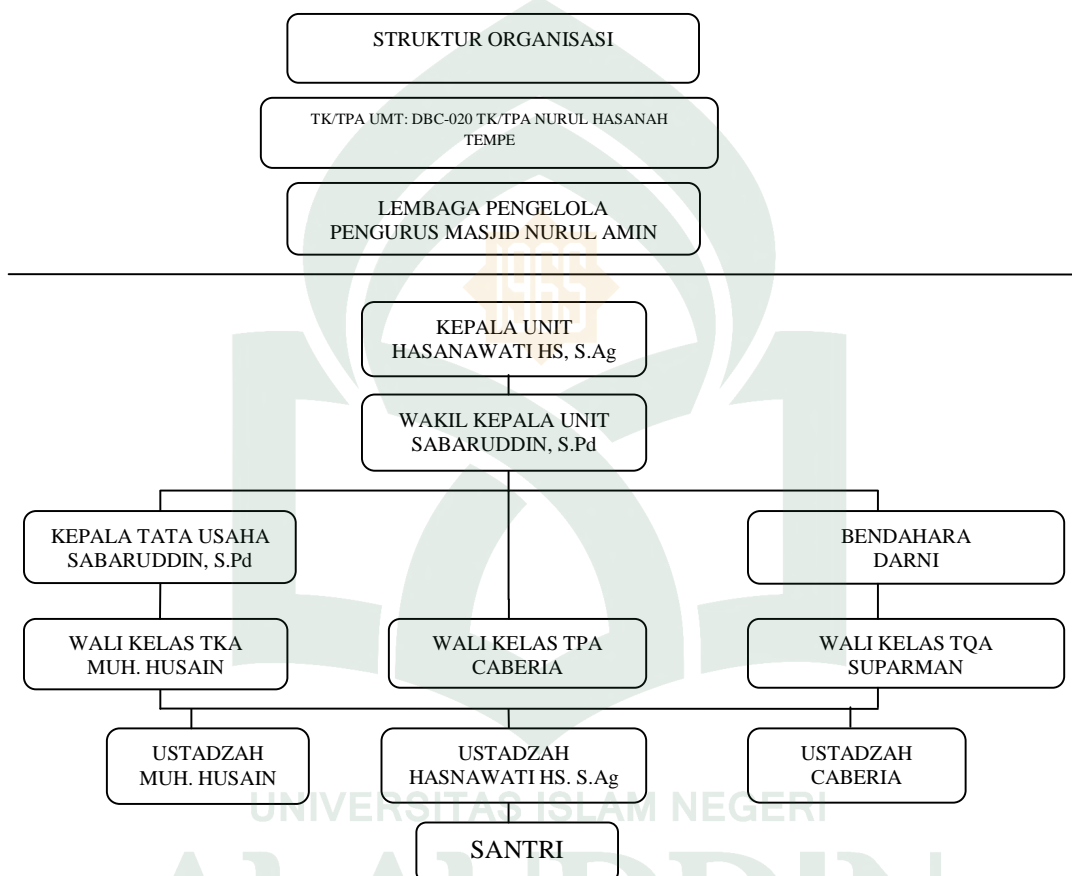 STRUKTUR ORGANISASI
TK/TPA UMT: DBC-020 TK/TPA NURUL HASANAH
TEMPE
LEMBAGA PENGELOLA
PENGURUS MASJID NURUL AMIN
1965
KEPALA UNIT
HASANAWATI HS, S.Ag
WAKIL KEPALA UNIT
SABARUDDIN, S.Pd
KEPALA TATA USAHA
SABARUDDIN, S.Pd
BENDAHARA
DARNI
WALI KELAS TKA
MUH. HUSAIN
WALI KELAS TPA
CABERIA
WALI KELAS TQA
SUPARMAN
USTADZAH
MUH. HUSAIN
USTADZAH
HASNAWATI HS. S.Ag
USTADZAH
CABERIA
UNIVERSITAS ISLAM NEGERI
SANTRI
ALAUDDIN